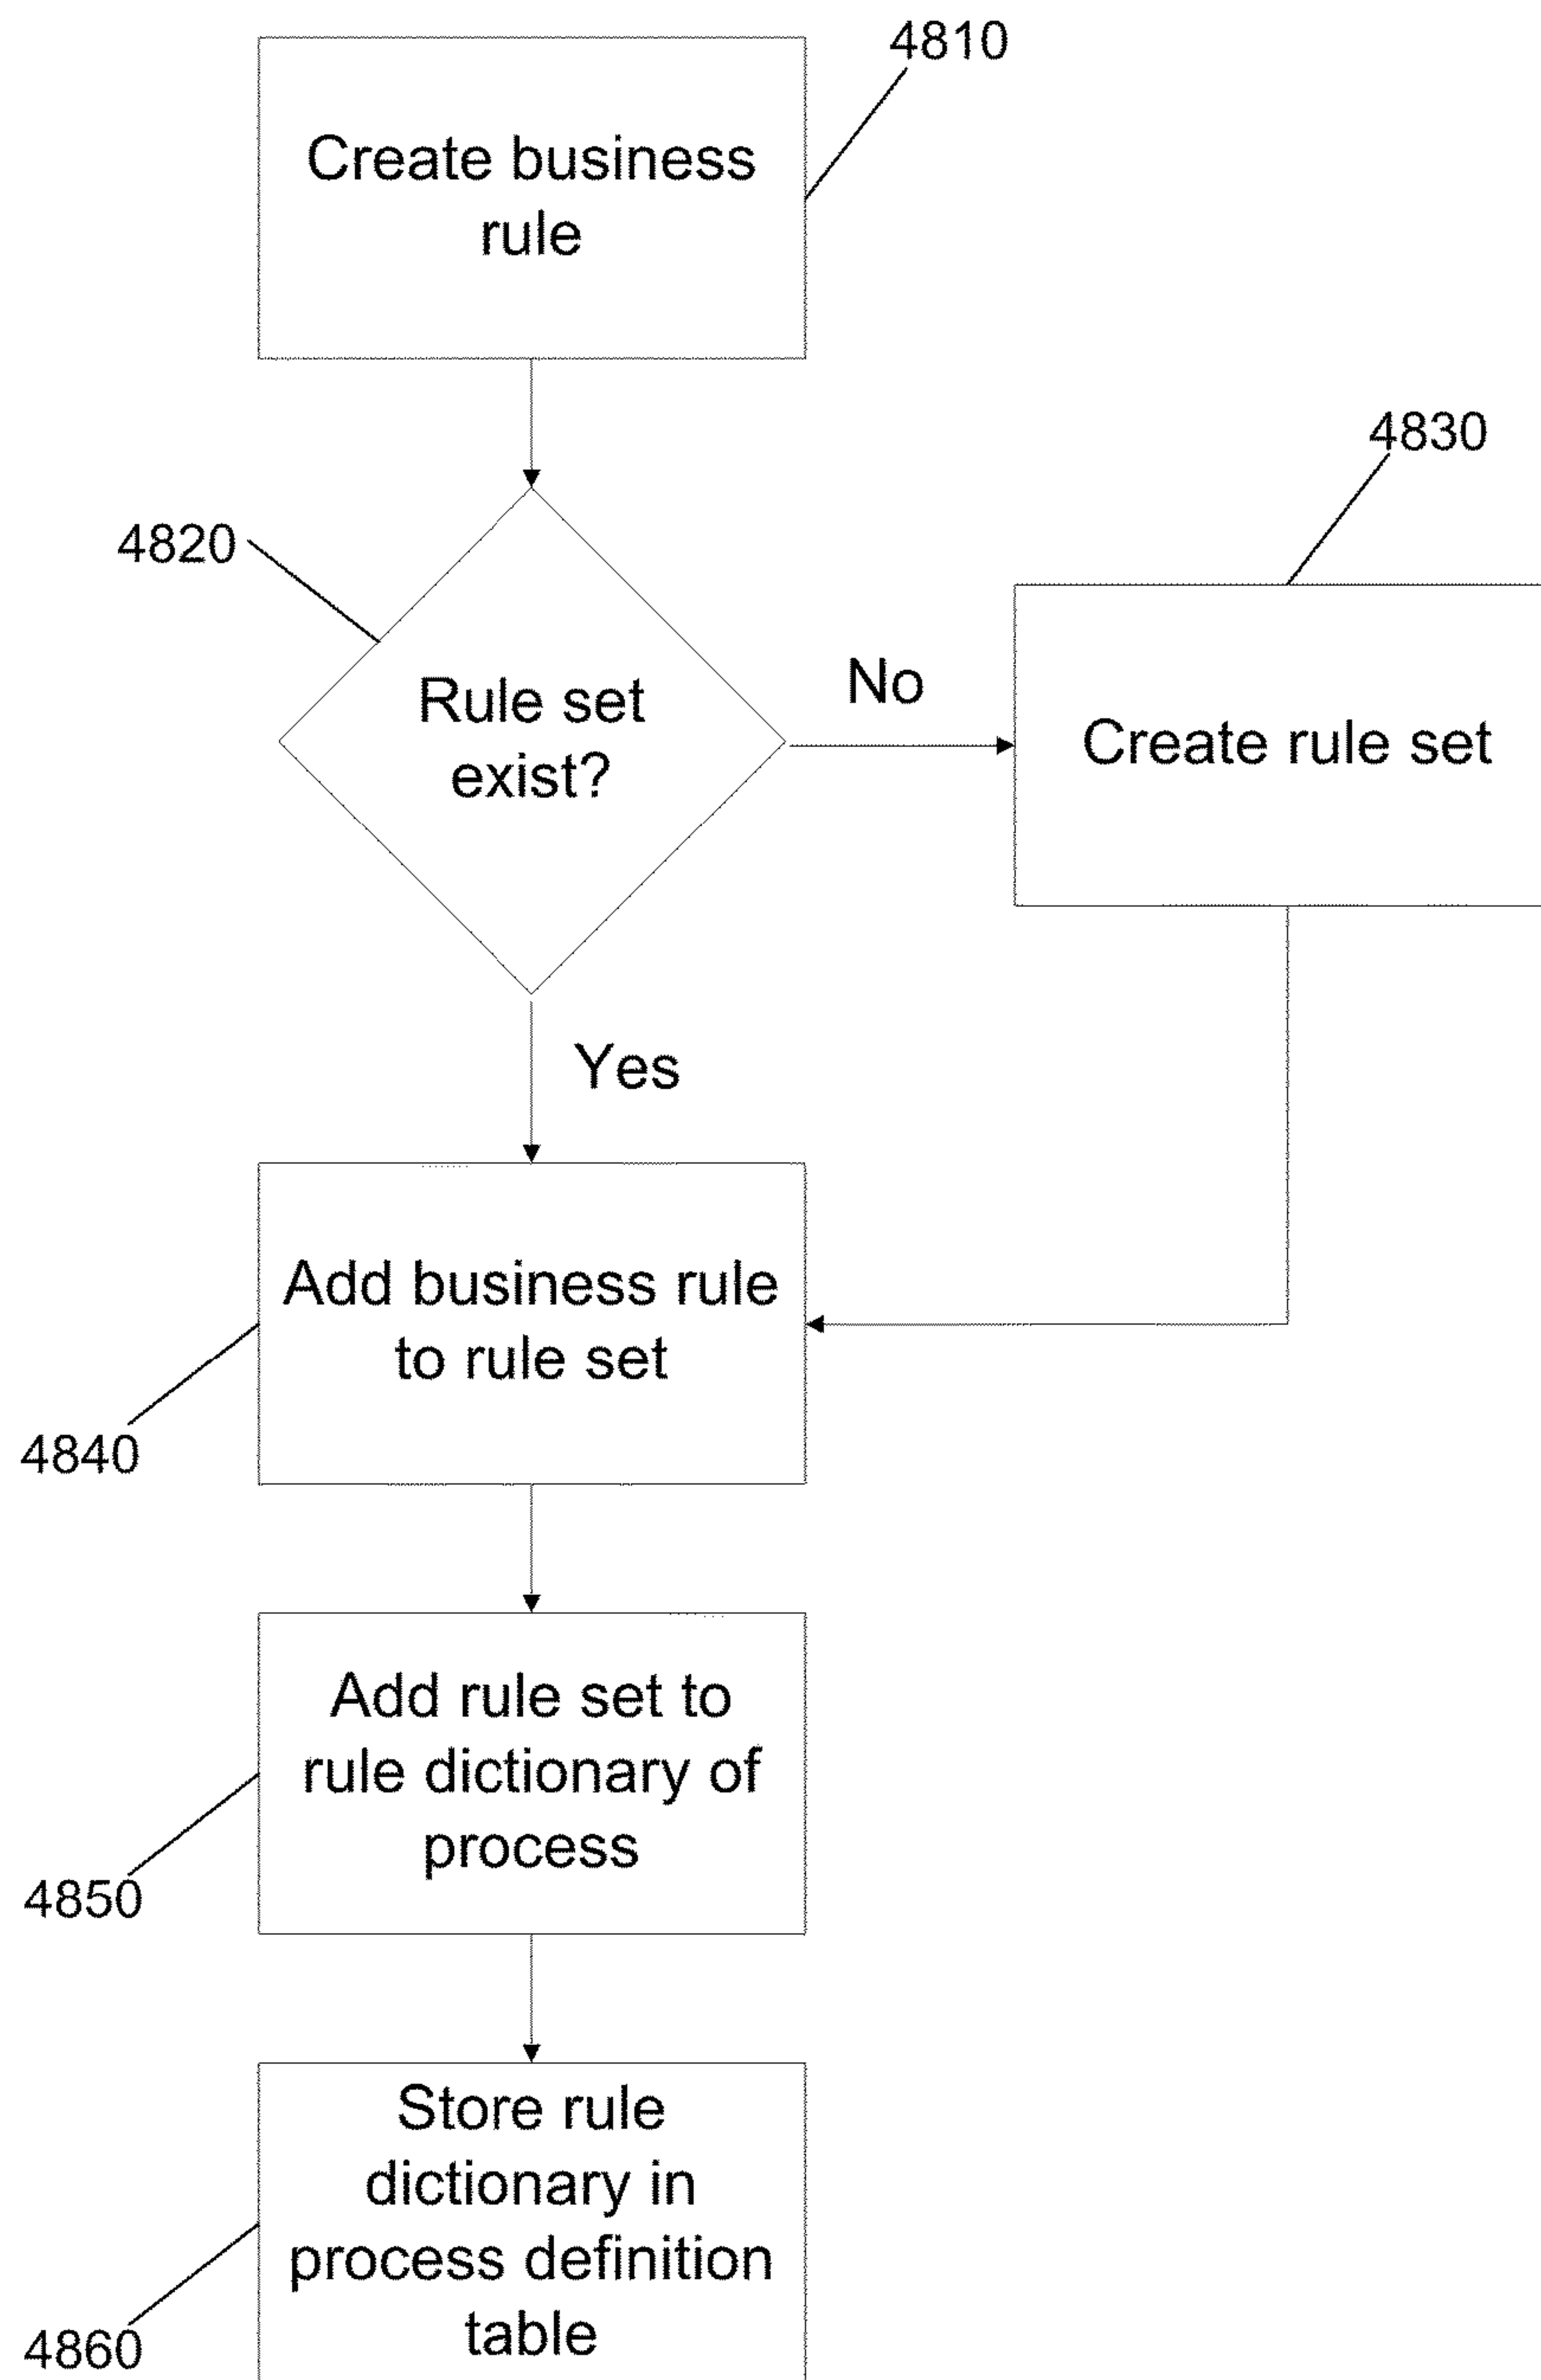 4810
Create business
rule
4830
4820
Rule set
exist?
No
Create rule set
Yes
Add business rule
to rule set
4840
Add rule set to
rule dictionary of
process
4850
Store rule
dictionary in
process definition
table
4860